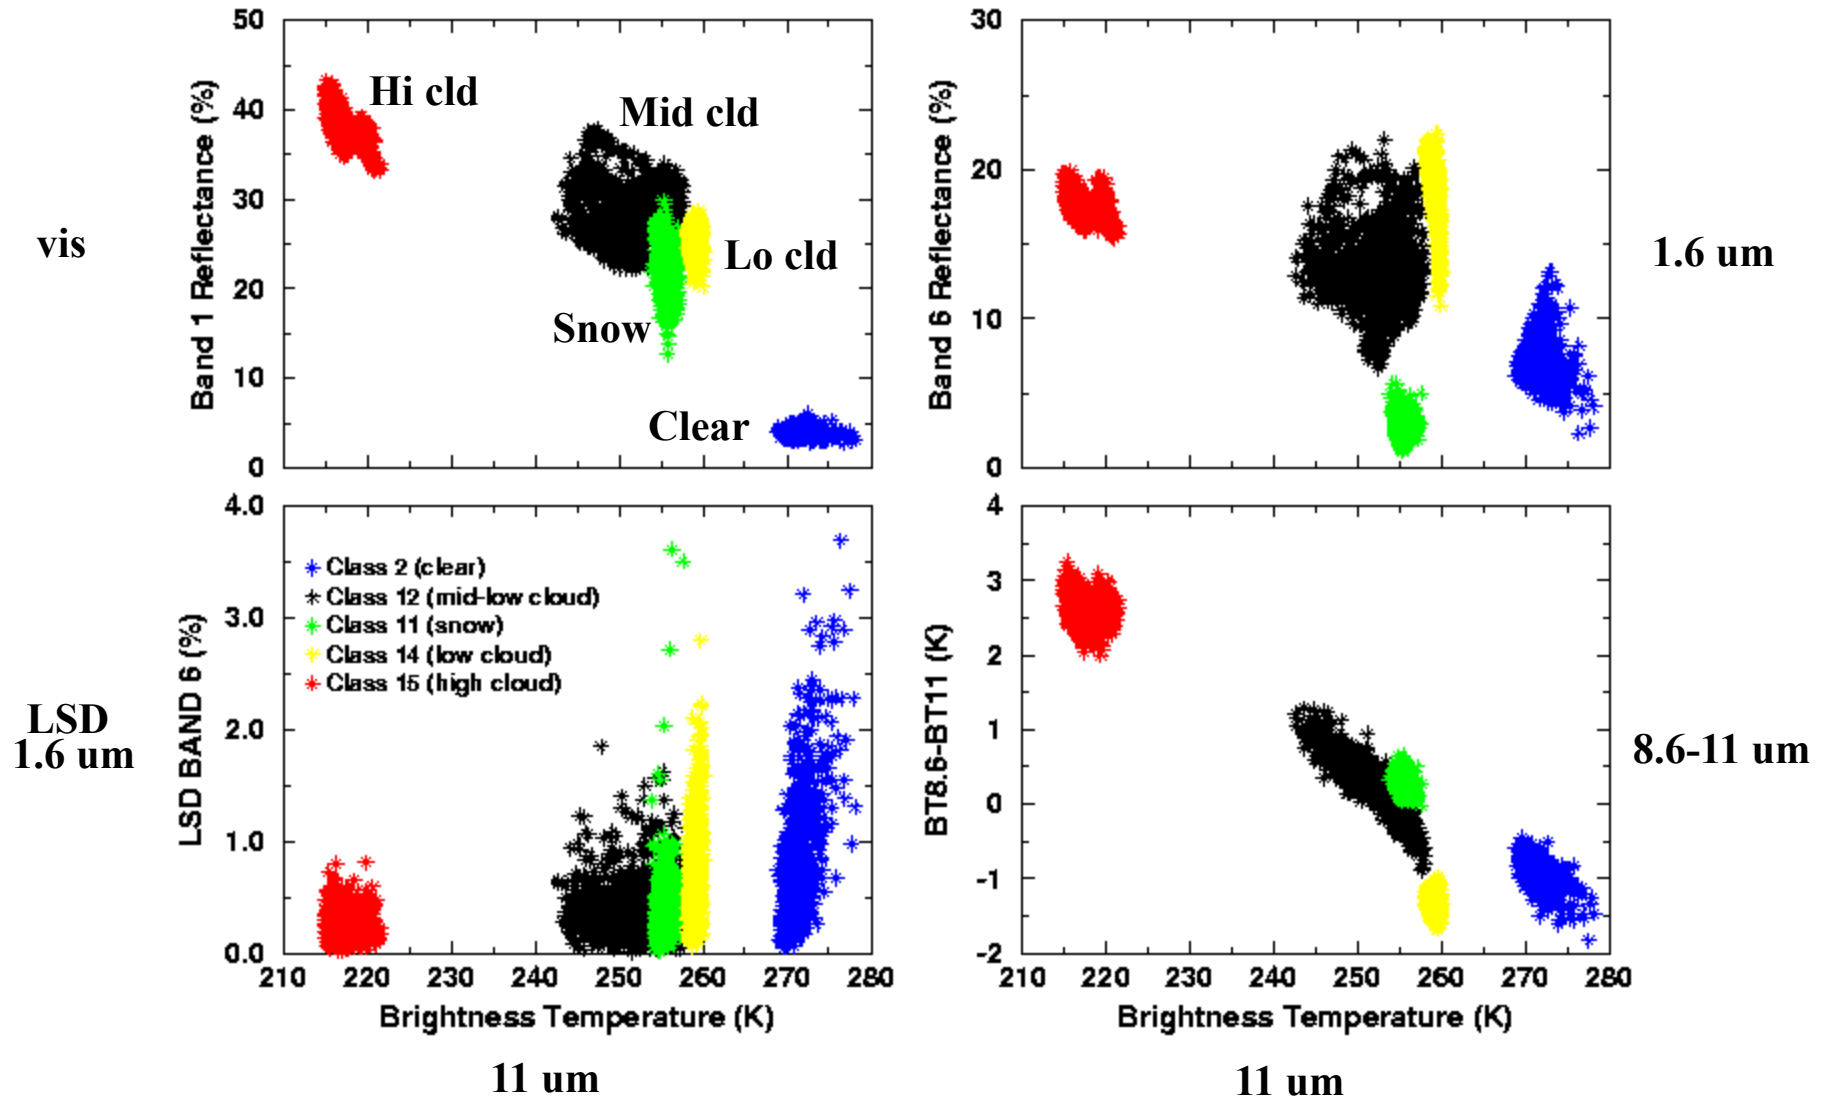 50
40
30
20
10
0
Band 1 Reflectance (%)
vis
Hi cld
Mid cld
Lo cld
Snow
Clear
30
20
10
0
Band 6 Reflectance (%)
1.6 um
4.0
3.0
2.0
1.0
0.0
LSD BAND 6 (%)
LSD
1.6 um
Class 2 (clear)
Class 12 (mid-low cloud)
Class 11 (snow)
Class 14 (low cloud)
Class 15 (high cloud)
210 220 230 240 250 260 270 280
Brightness Temperature (K)
11 um
4
3
2
1
0
-1
-2
BT8.6-BT11 (K)
8.6-11 um
210 220 230 240 250 260 270 280
Brightness Temperature (K)
11 um